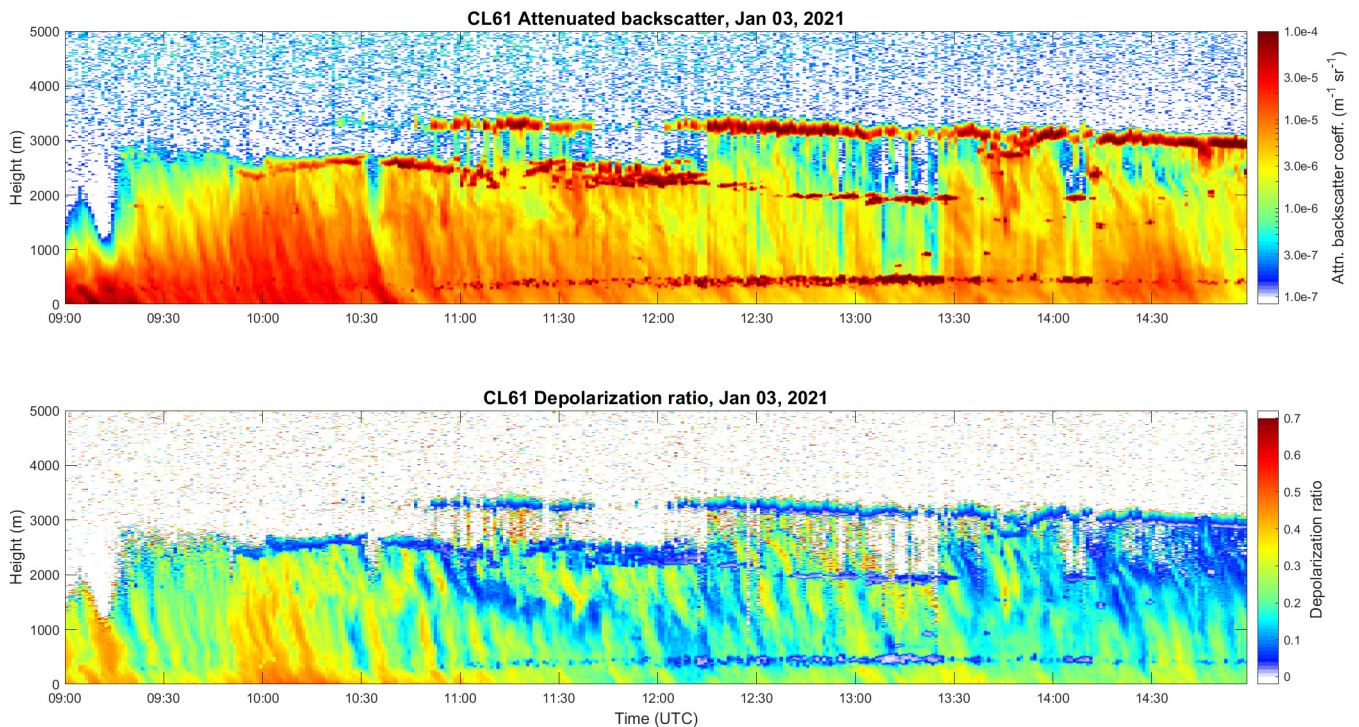 CL61 Attenuated backscatter, Jan 03, 2021
5000
4000
3000
2000
1000
0
Height (m)
09:00 09:30 10:00 10:30 11:00 11:30 12:00 12:30 13:00 13:30 14:00 14:30
1.0e-4
3.0e-5
1.0e-5
3.0e-6
1.0e-6
3.0e-7
1.0e-7
Attn. backscatter coeff. (m-1 sr-1)
CL61 Depolarization ratio, Jan 03, 2021
5000
4000
3000
2000
1000
0
Height (m)
09:00 09:30 10:00 10:30 11:00 11:30 12:00 12:30 13:00 13:30 14:00 14:30
Time (UTC)
0.7
0.6
0.5
0.4
0.3
0.2
0.1
0
Depolarization ratio